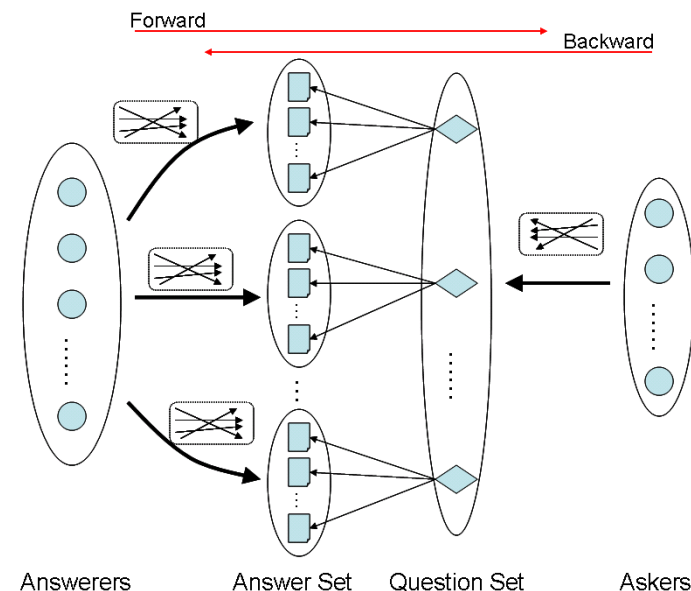 Forward
Backward
Answerers
Answer Set
Question Set
Askers